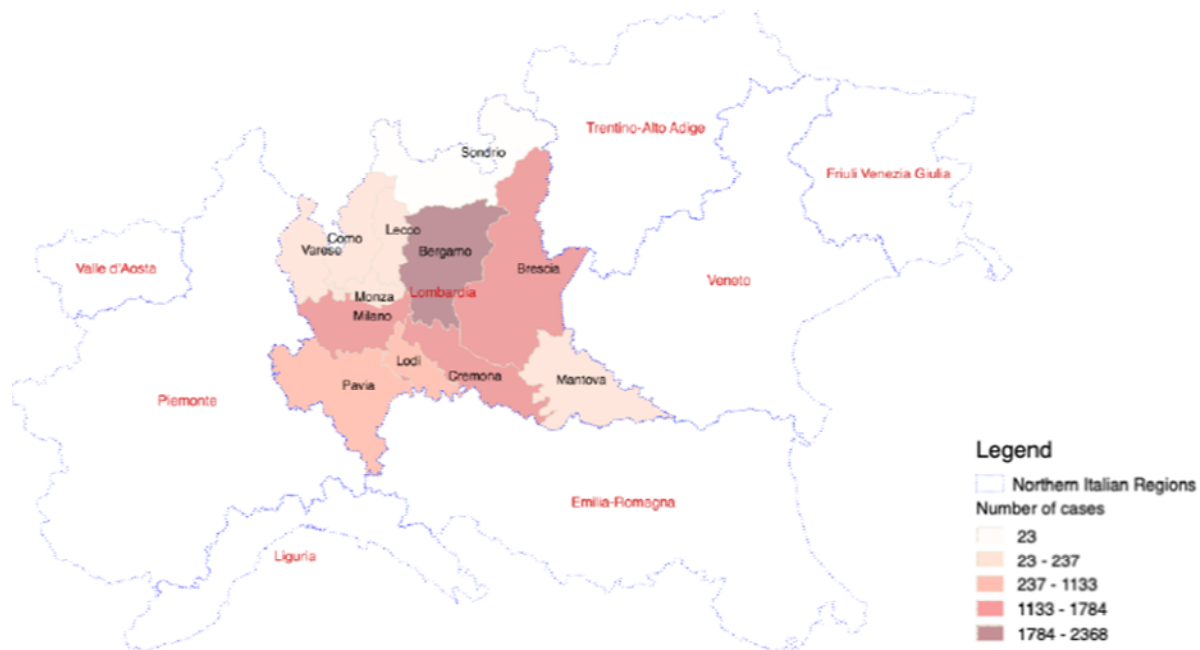 Trentino-Alto Adige
Sondrio
Friuli Venezia Giulia
Lecco
Como
Varese
Bergamo
Valle d'Aosta
Brescia
Veneto
Monza
Lombardia
Milano
Lodi
Cremona
Mantova
Pavia
Piemonte
Emilia-Romagna
Liguria
Legend
Northern Italian Regions
Number of cases
23
23 - 237
237 - 1133
1133 - 1784
1784 - 2368